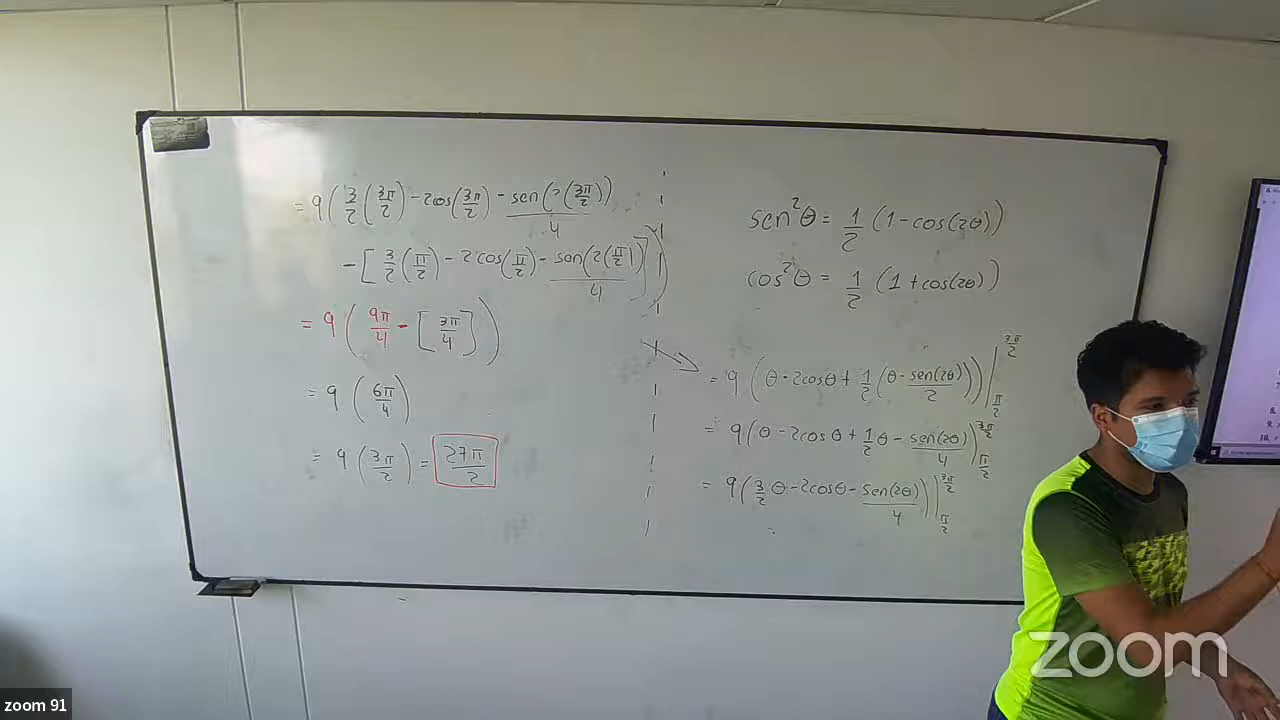 = 9 ( 3/2 (3π/2) - 2cos(3π/2) - sen(2(3π/2))/4
- [ 3/2 (π/2) - 2cos(π/2) - sen(2(π/2))/4 ] )
= 9 ( 9π/4 - [ 3π/4 ] )
= 9 ( 6π/4 )
= 9 ( 3π/2 ) = 27π/2
sen²θ = 1/2 (1 - cos(2θ))
cos²θ = 1/2 (1 + cos(2θ))
= 9 ( θ - 2cosθ + 1/2 (θ - sen(2θ)/2 ) ) |_{π/2}^{3π/2}
= 9 ( θ - 2cosθ + 1/2 θ - sen(2θ)/4 )_{π/2}^{3π/2}
= 9 ( 3/2 θ - 2cosθ - sen(2θ)/4 ) |_{π/2}^{3π/2}
zoom
zoom 91